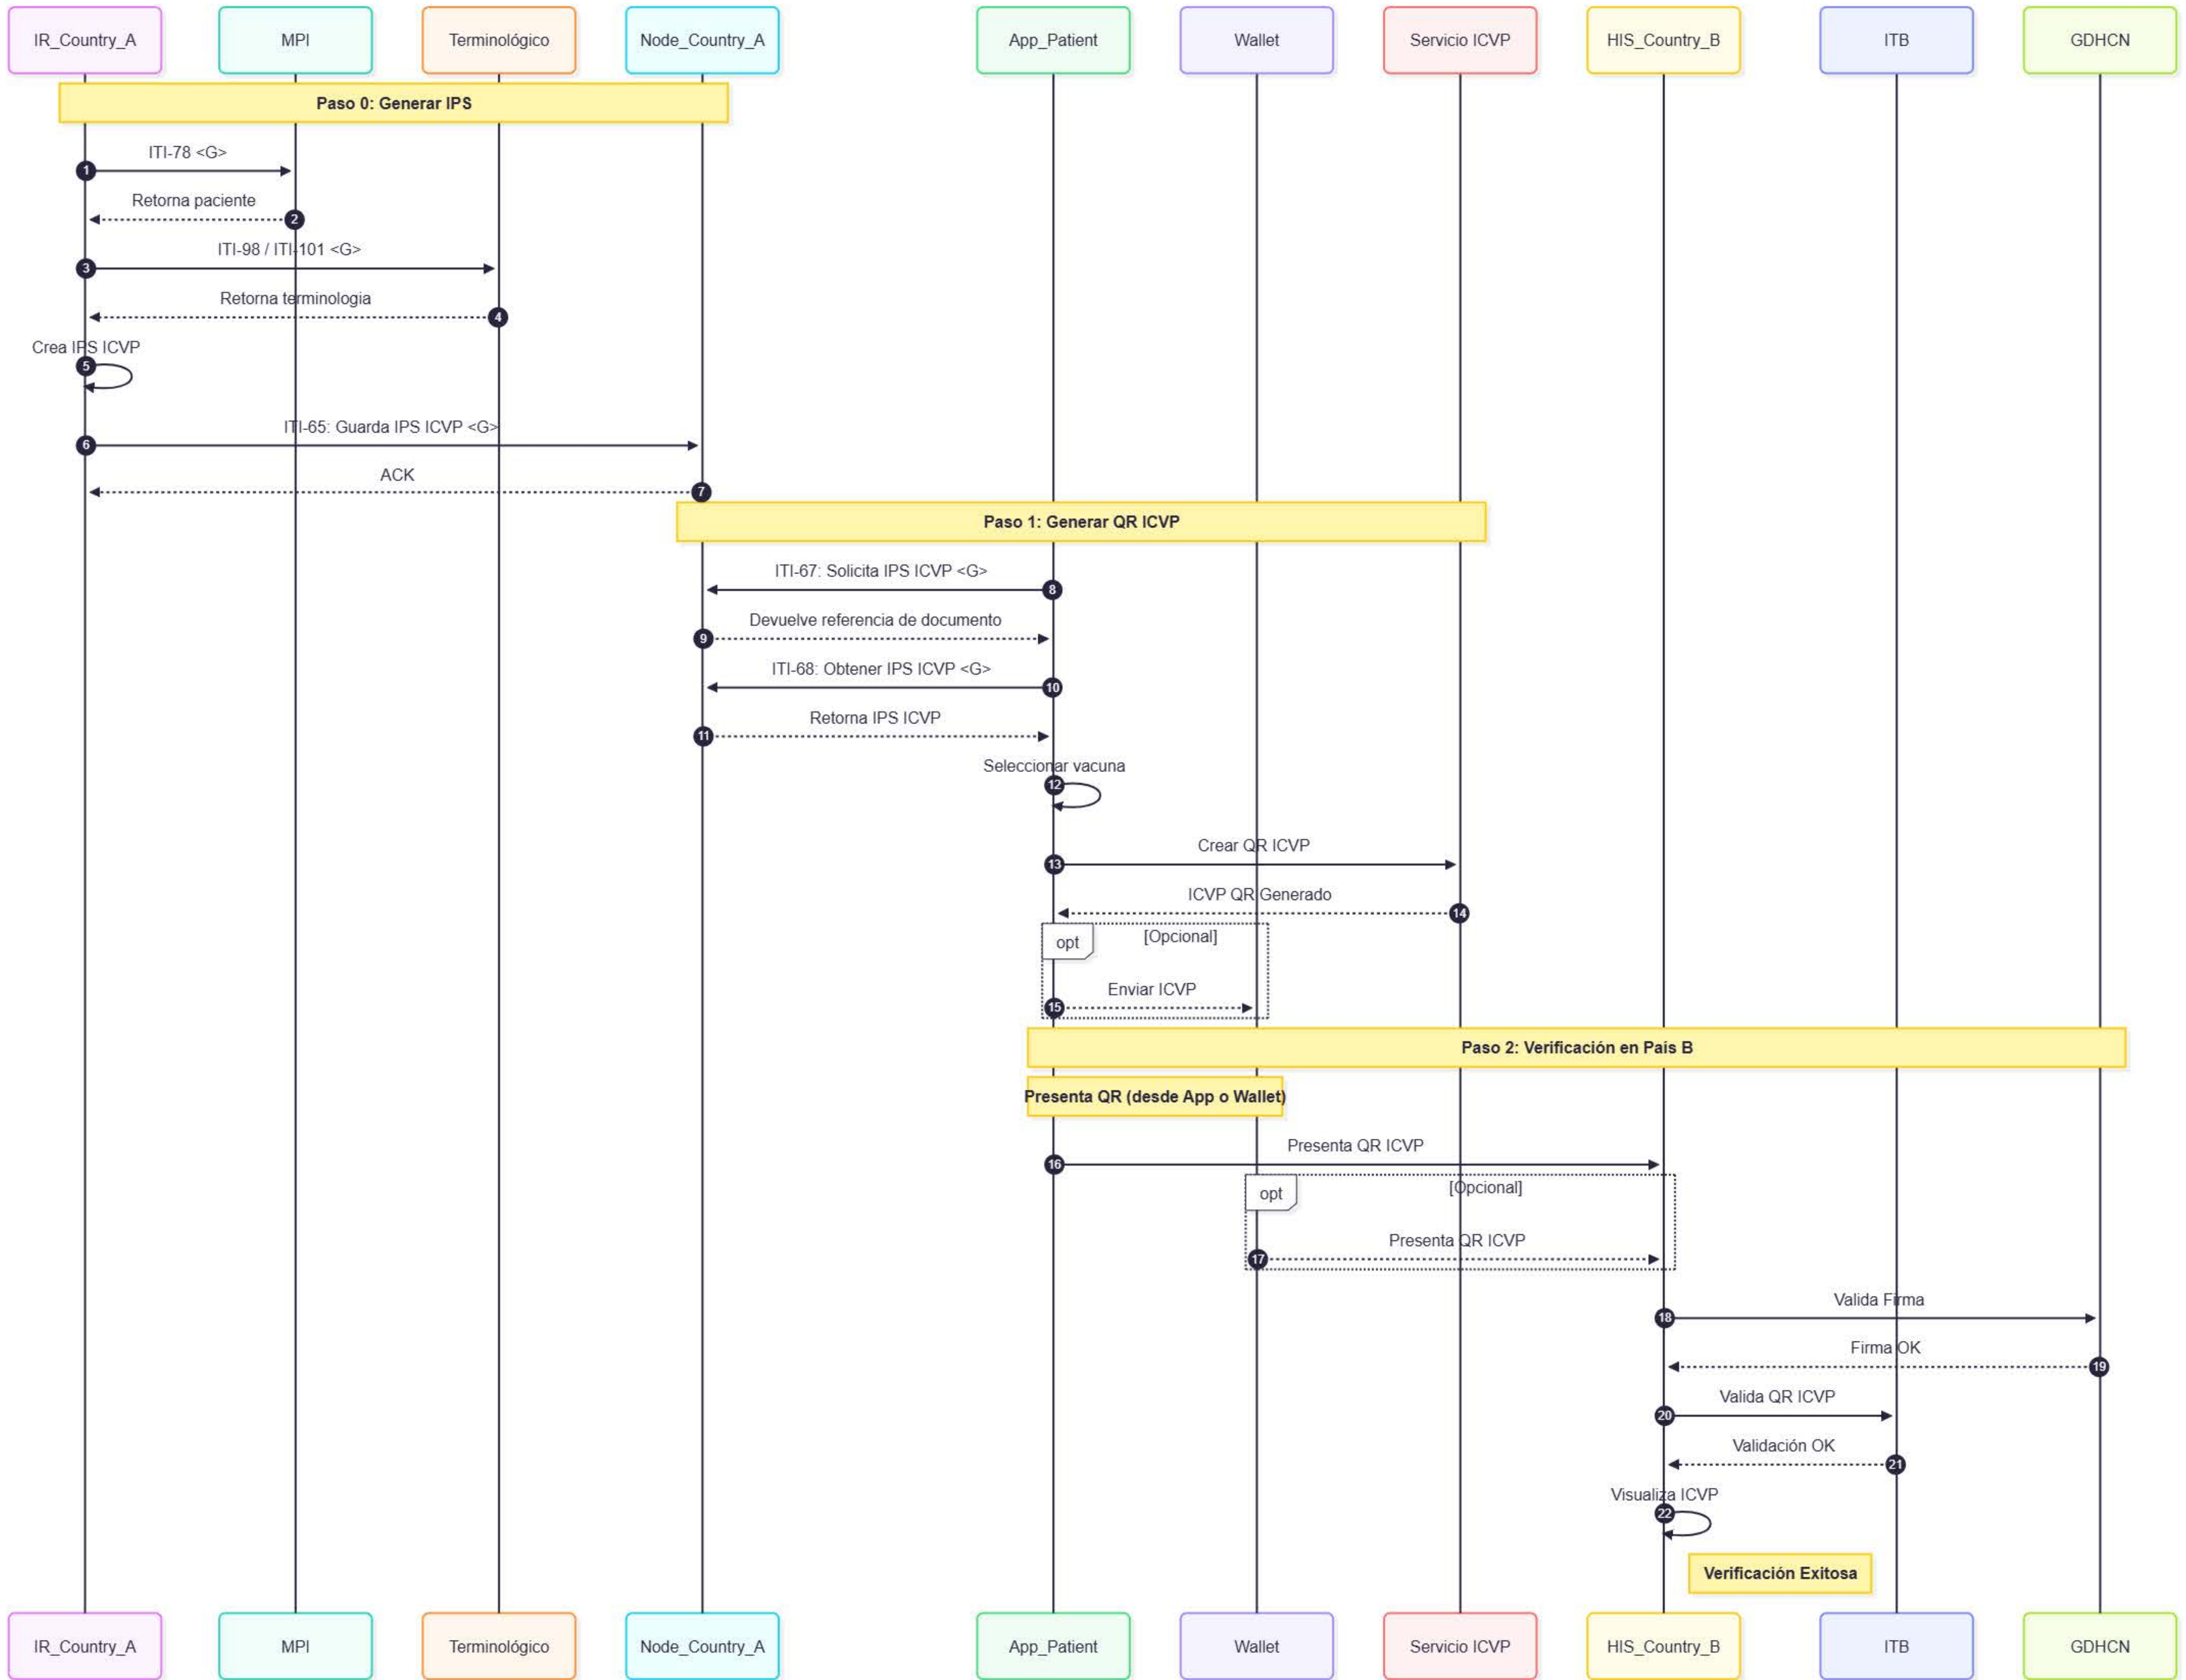 IR_Country_A
MPI
Terminológico
Node_Country_A
App_Patient
Wallet
Servicio ICVP
HIS_Country_B
ITB
GDHCN
Paso 0: Generar IPS
ITI-78 <G>
1
Retorna paciente
2
ITI-98 / ITI-101 <G>
3
Retorna terminologia
4
Crea IPS ICVP
5
ITI-65: Guarda IPS ICVP <G>
6
ACK
7
Paso 1: Generar QR ICVP
ITI-67: Solicita IPS ICVP <G>
8
Devuelve referencia de documento
9
ITI-68: Obtener IPS ICVP <G>
10
Retorna IPS ICVP
11
Seleccionar vacuna
12
Crear QR ICVP
13
ICVP QR Generado
14
opt
[Opcional]
Enviar ICVP
15
Paso 2: Verificación en País B
Presenta QR (desde App o Wallet)
Presenta QR ICVP
16
opt
[Opcional]
Presenta QR ICVP
17
Valida Firma
18
Firma OK
19
Valida QR ICVP
20
Validación OK
21
Visualiza ICVP
22
Verificación Exitosa
IR_Country_A
MPI
Terminológico
Node_Country_A
App_Patient
Wallet
Servicio ICVP
HIS_Country_B
ITB
GDHCN